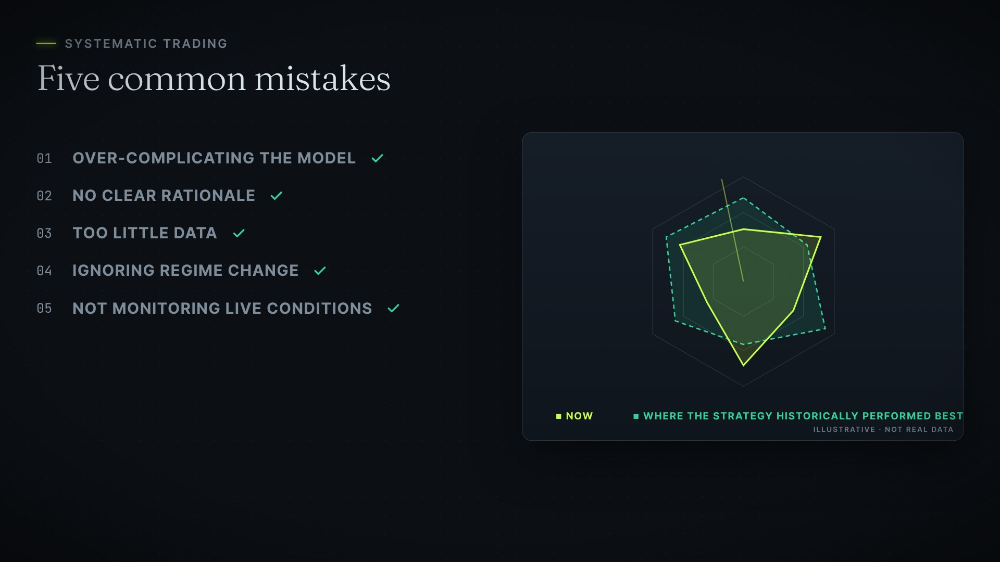 SYSTEMATIC TRADING
Five common mistakes
01 OVER-COMPLICATING THE MODEL
02 NO CLEAR RATIONALE
03 TOO LITTLE DATA
04 IGNORING REGIME CHANGE
05 NOT MONITORING LIVE CONDITIONS
NOW
WHERE THE STRATEGY HISTORICALLY PERFORMED BEST
ILLUSTRATIVE · NOT REAL DATA